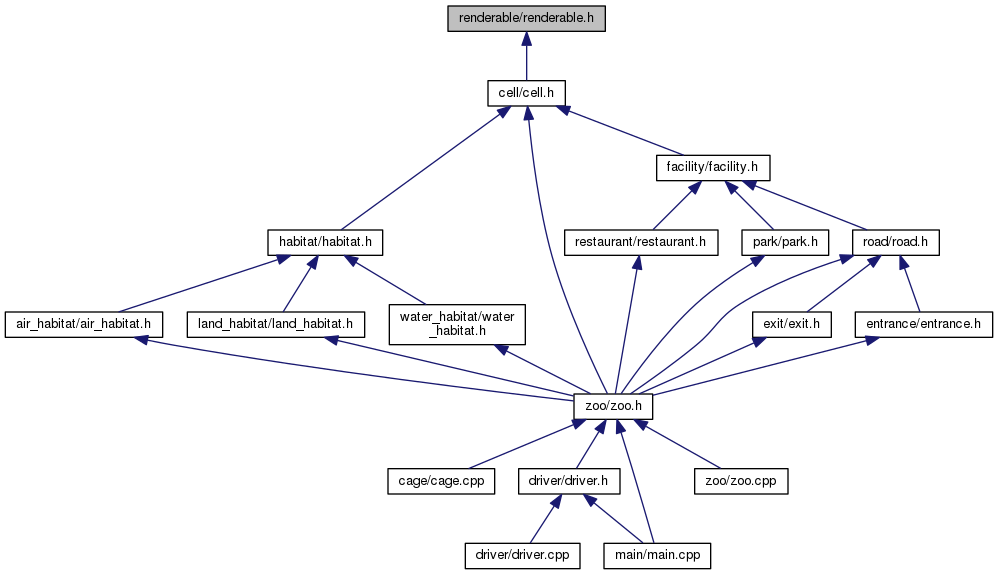 renderable/renderable.h
cell/cell.h
facility/facility.h
habitat/habitat.h
restaurant/restaurant.h
park/park.h
road/road.h
air_habitat/air_habitat.h
land_habitat/land_habitat.h
water_habitat/water
_habitat.h
exit/exit.h
entrance/entrance.h
zoo/zoo.h
cage/cage.cpp
driver/driver.h
zoo/zoo.cpp
driver/driver.cpp
main/main.cpp